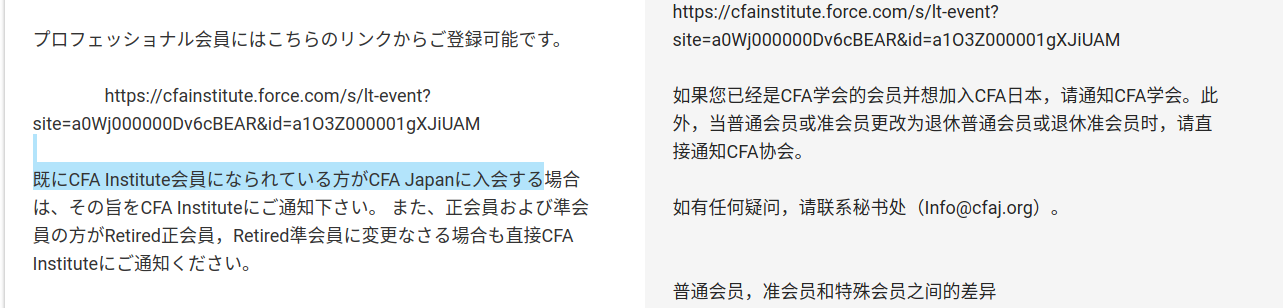 プロフェッショナル会員にはこちらのリンクからご登録可能です。
https://cfainstitute.force.com/s/lt-event?
site=a0Wj000000Dv6cBEAR&id=a1O3Z000001gXJiUAM
既にCFA Institute会員になられている方がCFA Japanに入会する場合
は、その旨をCFA Instituteにご通知下さい。 また、正会員および準会
員の方がRetired正会員，Retired準会員に変更なさる場合も直接CFA
Instituteにご通知ください。
https://cfainstitute.force.com/s/lt-event?
site=a0Wj000000Dv6cBEAR&id=a1O3Z000001gXJiUAM
如果您已经是CFA学会的会员并想加入CFA日本，请通知CFA学会。此
外，当普通会员或准会员更改为退休普通会员或退休准会员时，请直
接通知CFA协会。
如有任何疑问，请联系秘书处（Info@cfaj.org）。
普通会员，准会员和特殊会员之间的差异